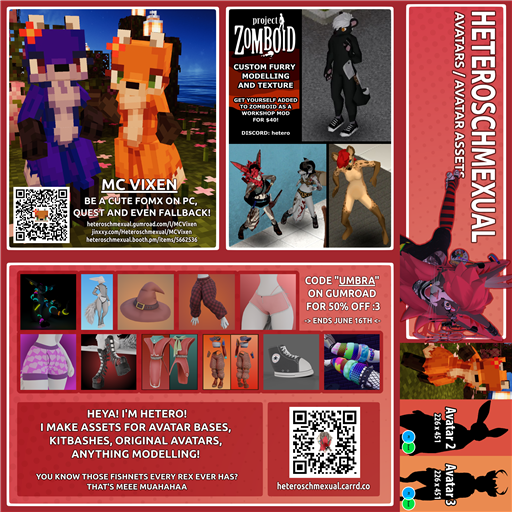 MC VIXEN
BE A CUTE FOMX ON PC,
QUEST AND EVEN FALLBACK!
heteroschmexual.gumroad.com/l/MCVixen
jinxxy.com/Heteroschmexual/MCVixen
heteroschmexual.booth.pm/items/5662536
project
ZOMBOID
CUSTOM FURRY
MODELLING
AND TEXTURE
GET YOURSELF ADDED
TO ZOMBOID AS A
WORKSHOP MOD
FOR $40!
DISCORD: hetero
HETEROSCHMEXUAL
AVATARS / AVATAR ASSETS
CODE "UMBRA"
ON GUMROAD
FOR 50% OFF :3
-> ENDS JUNE 16TH <-
HEYA! I'M HETERO!
I MAKE ASSETS FOR AVATAR BASES,
KITBASHES, ORIGINAL AVATARS,
ANYTHING MODELLING!
YOU KNOW THOSE FISHNETS EVERY REX EVER HAS?
THAT'S MEEE MUAHAHAA
heteroschmexual.carrd.co
Avatar 2
226 x 451
Avatar 3
226 x 451